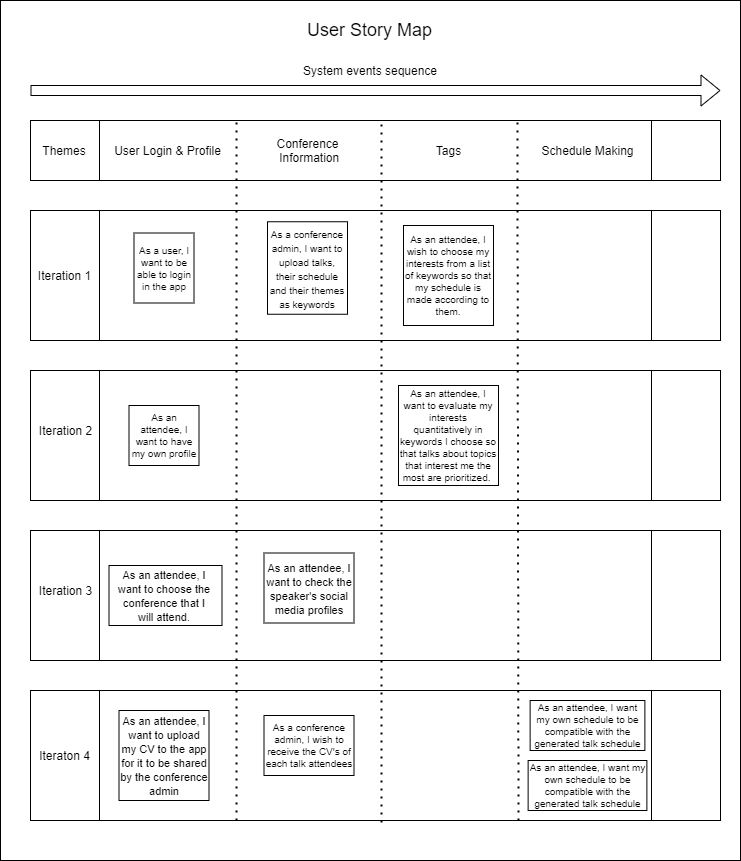 User Story Map
System events sequence
Themes
User Login & Profile
Conference
Information
Tags
Schedule Making
Iteration 1
As a user, I
want to be
able to login
in the app
As a conference
admin, I want to
upload talks,
their schedule
and their themes
as keywords
As an attendee, I
wish to choose my
interests from a list
of keywords so that
my schedule is
made according to
them.
Iteration 2
As an
attendee, I
want to have
my own profile
As an attendee, I
want to evaluate my
interests
quantitatively in
keywords I choose so
that talks about topics
that interest me the
most are prioritized.
Iteration 3
As an attendee, I
want to choose the
conference that I
will attend.
As an attendee, I
want to check the
speaker's social
media profiles
Iteraton 4
As an attendee, I
want to upload
my CV to the app
for it to be shared
by the conference
admin
As a conference
admin, I wish to
receive the CV's of
each talk attendees
As an attendee, I want
my own schedule to be
compatible with the
generated talk schedule
As an attendee, I want my
own schedule to be
compatible with the
generated talk schedule